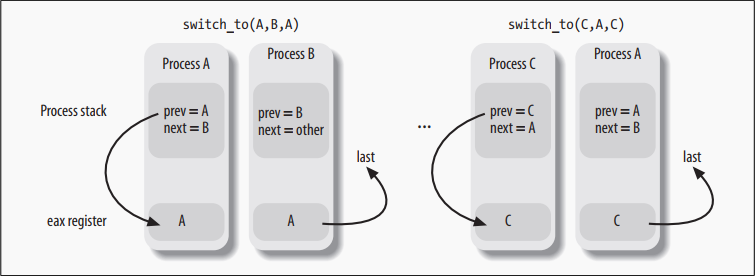 switch_to(A,B,A)
Process A
Process B
Process stack
prev = A
next = B
prev = B
next = other
last
eax register
A
A
...
switch_to(C,A,C)
Process C
Process A
prev = C
next = A
prev = A
next = B
last
C
C